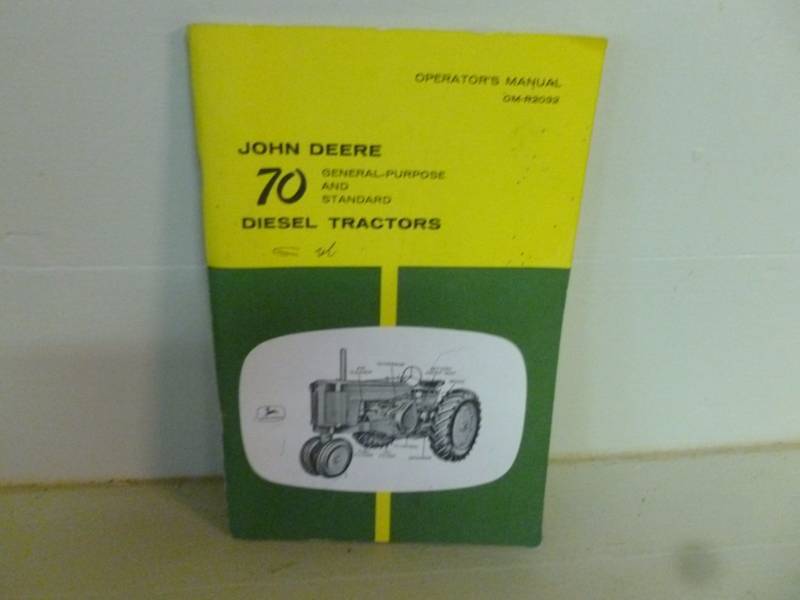 OPERATOR'S MANUAL
OM-R2032
JOHN DEERE
70 GENERAL-PURPOSE
AND
STANDARD
DIESEL TRACTORS